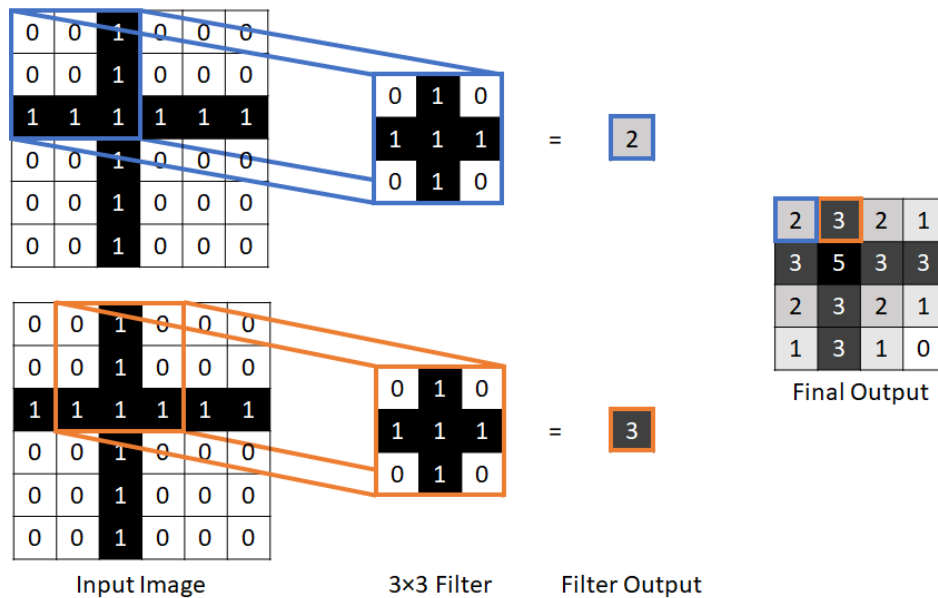 0 0 1 0 0 0
0 0 1 0 0 0
1 1 1 1 1 1
0 0 1 0 0 0
0 0 1 0 0 0
0 0 1 0 0 0
0 1 0
1 1 1
0 1 0
=
2
0 0 1 0 0 0
0 0 1 0 0 0
1 1 1 1 1 1
0 0 1 0 0 0
0 0 1 0 0 0
0 0 1 0 0 0
0 1 0
1 1 1
0 1 0
=
3
2 3 2 1
3 5 3 3
2 3 2 1
1 3 1 0
Final Output
Input Image
3×3 Filter
Filter Output